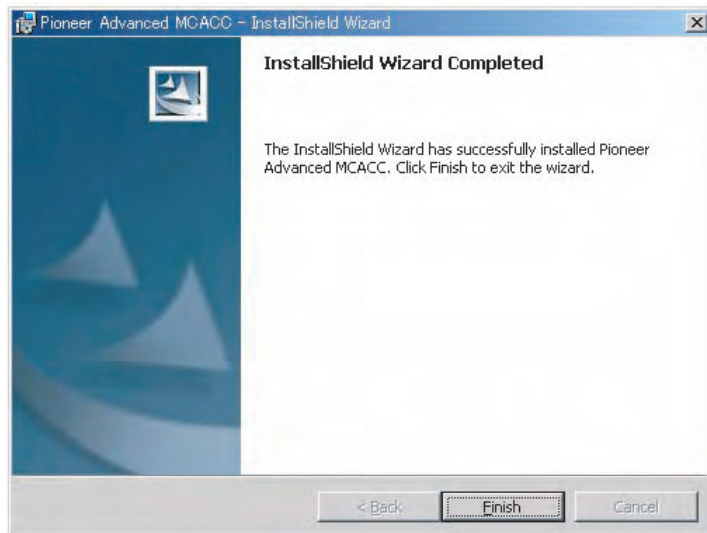 Pioneer Advanced MCACC - InstallShield Wizard
InstallShield Wizard Completed
The InstallShield Wizard has successfully installed Pioneer
Advanced MCACC. Click Finish to exit the wizard.
< Back Finish Cancel